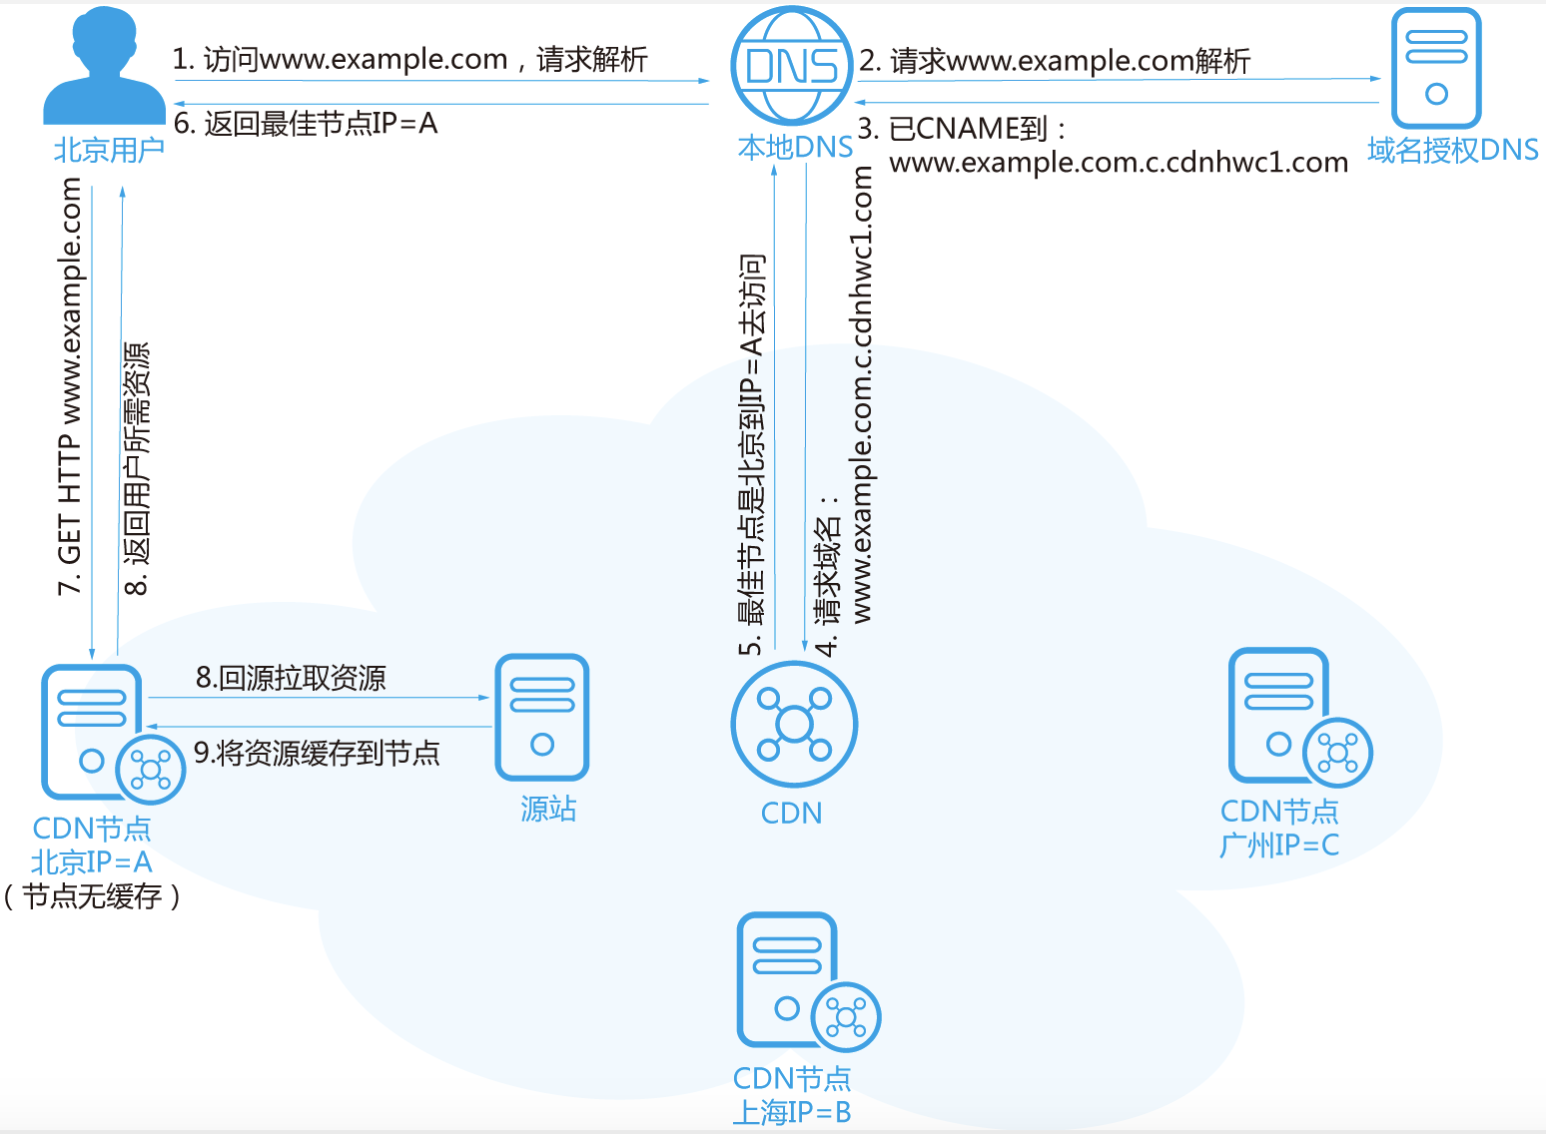 1. 访问www.example.com，请求解析
DNS
2. 请求www.example.com解析
6. 返回最佳节点IP=A
3. 已CNAME到：
www.example.com.c.cdnhwc1.com
北京用户
本地DNS
域名授权DNS
7. GET HTTP www.example.com
8. 返回用户所需资源
5. 最佳节点是北京到IP=A去访问
4. 请求域名：
www.example.com.c.cdnhwc1.com
8.回源拉取资源
9.将资源缓存到节点
源站
CDN
CDN节点
广州IP=C
CDN节点
北京IP=A
（节点无缓存）
CDN节点
上海IP=B